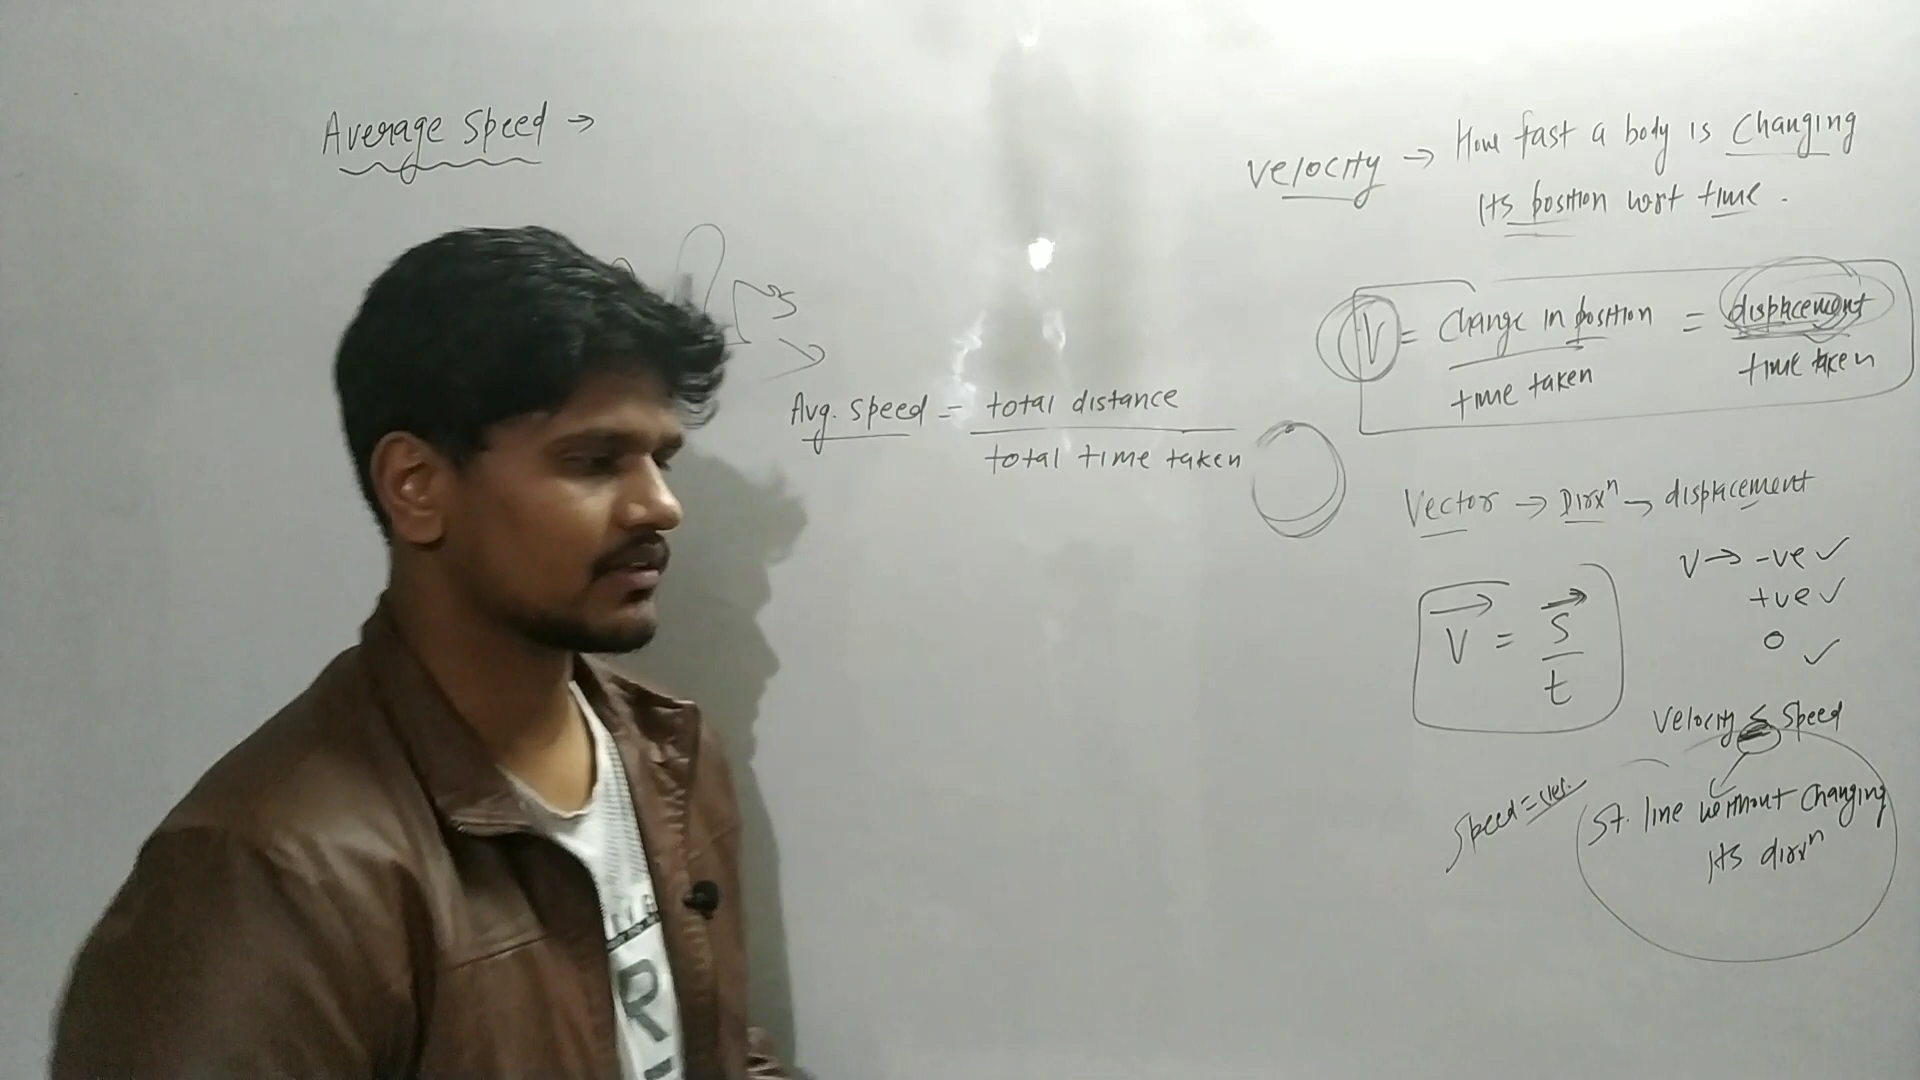 Average Speed →
Avg. Speed = total distance
total time taken
Velocity → How fast a body is Changing
its position wrt time.
V = Change in position = displacement
time taken time taken
Vector → Dirxⁿ → displacement
V → -ve ✓
+ve ✓
0 ✓
V = S
t
Velocity ≤ Speed
Speed = vel.
St. line without changing
its dirxⁿ
R